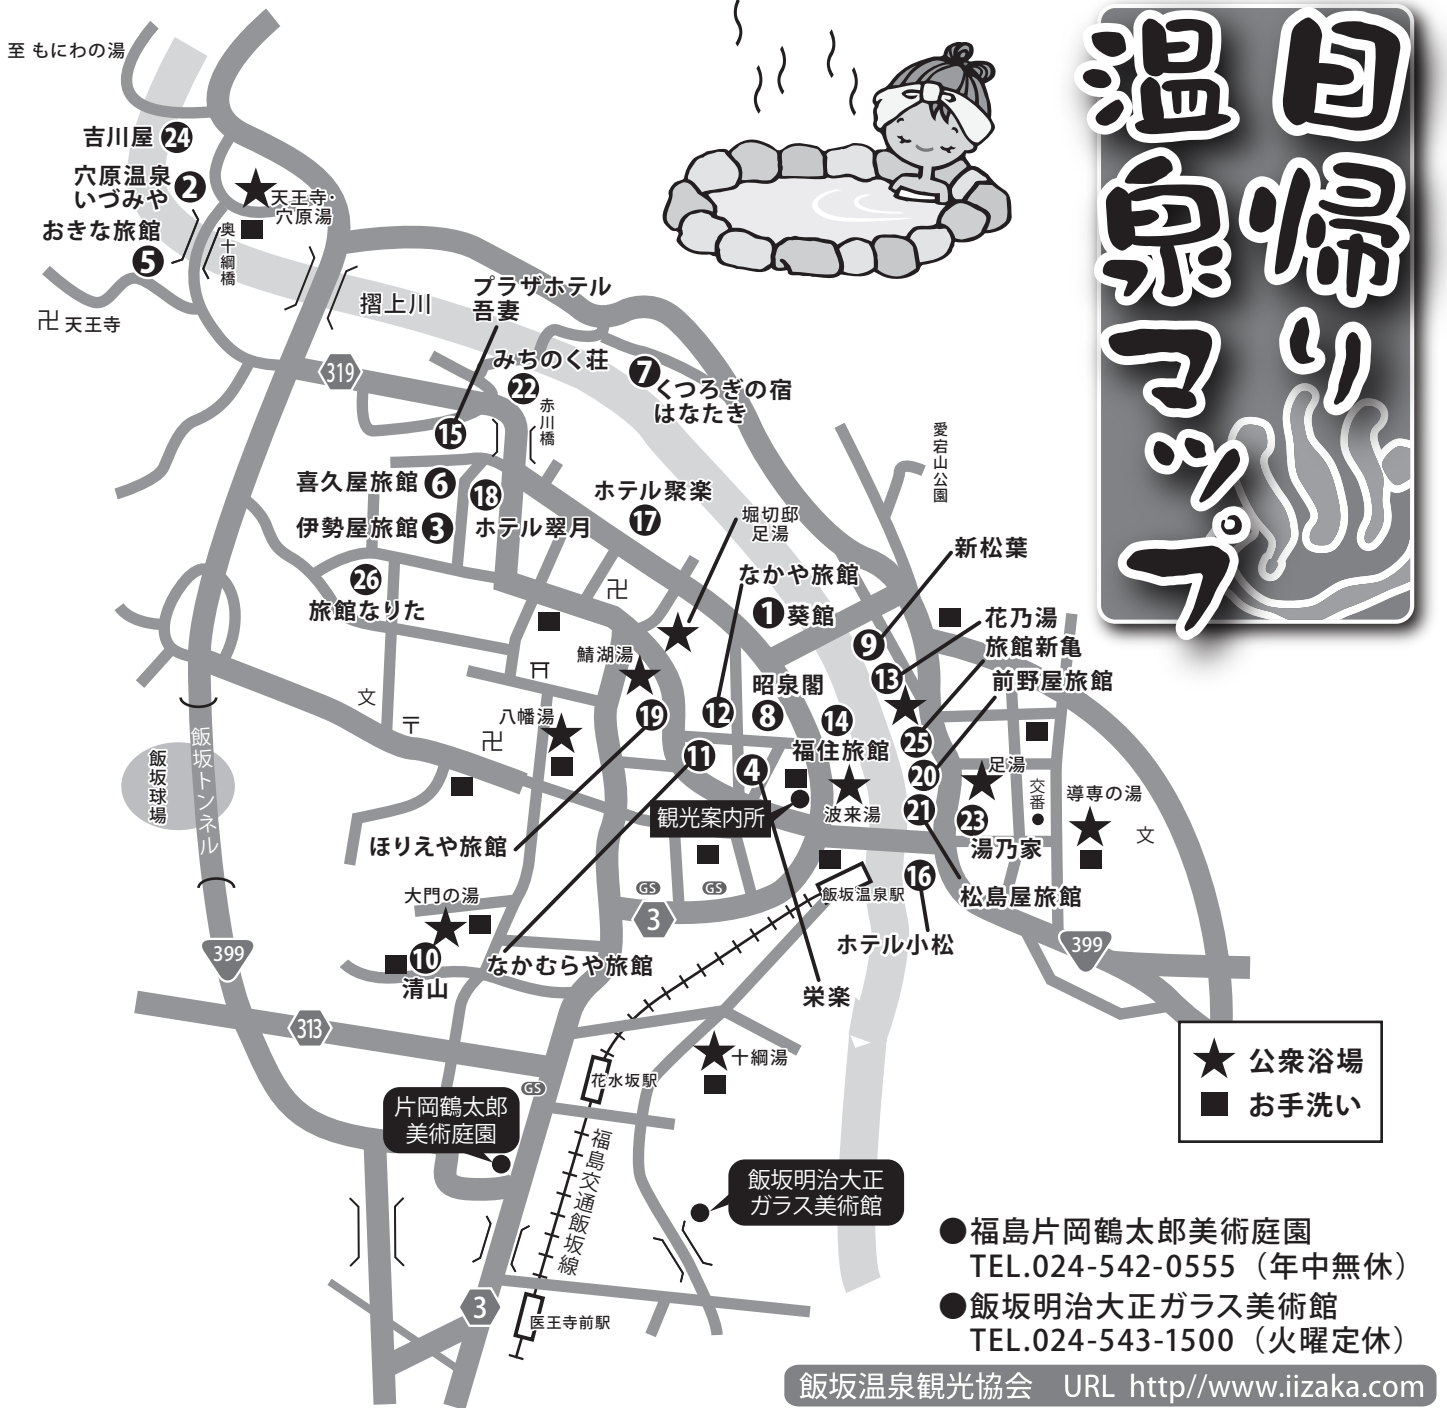 日帰り
温泉マップ
至 もにわの湯
吉川屋 24
穴原温泉
いづみや 2
おきな旅館
5
天王寺・
穴原湯
奥十綱橋
卍 天王寺
摺上川
プラザホテル
吾妻
15
319
みちのく荘
22
赤川橋
7
くつろぎの宿
はなたき
愛宕山公園
喜久屋旅館 6
18
ホテル翠月
伊勢屋旅館 3
ホテル聚楽
17
堀切邸
足湯
26
旅館なりた
卍
なかや旅館
12
1 葵館
新松葉
9
花乃湯
13
旅館新亀
25
前野屋旅館
20
鯖湖湯
19
昭泉閣
8
14
福住旅館
文
〒
八幡湯
卍
11
4
波来湯
21
足湯
23
湯乃家
交番
導専の湯
文
飯坂球場
飯坂トンネル
観光案内所
ほりえや旅館
大門の湯
10
清山
なかむらや旅館
GS
GS
3
飯坂温泉駅
16
ホテル小松
松島屋旅館
栄楽
399
399
313
十綱湯
花水坂駅
GS
片岡鶴太郎
美術庭園
福島交通飯坂線
飯坂明治大正
ガラス美術館
3
医王寺前駅
公衆浴場
お手洗い
●福島片岡鶴太郎美術庭園
TEL.024-542-0555（年中無休）
●飯坂明治大正ガラス美術館
TEL.024-543-1500（火曜定休）
飯坂温泉観光協会 URL http//www.iizaka.com